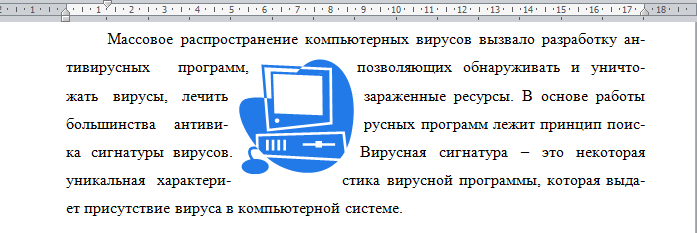 2 · 1 · 1 · 1 · 2 · 3 · 4 · 5 · 6 · 7 · 8 · 9 · 10 · 11 · 12 · 13 · 14 · 15 · 16 · 17 · 18 ·
Массовое распространение компьютерных вирусов вызвало разработку ан-
тивирусных программ, позволяющих обнаруживать и уничто-
жать вирусы, лечить зараженные ресурсы. В основе работы
большинства антиви- русных программ лежит принцип поис-
ка сигнатуры вирусов. Вирусная сигнатура – это некоторая
уникальная характери- стика вирусной программы, которая выда-
ет присутствие вируса в компьютерной системе.